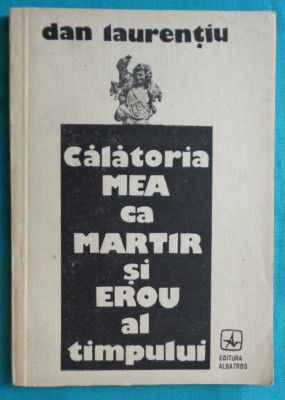 dan laurențiu
Călătoria
MEA
ca
MARTIR
și
EROU
al
timpului
EDITURA
ALBATROS